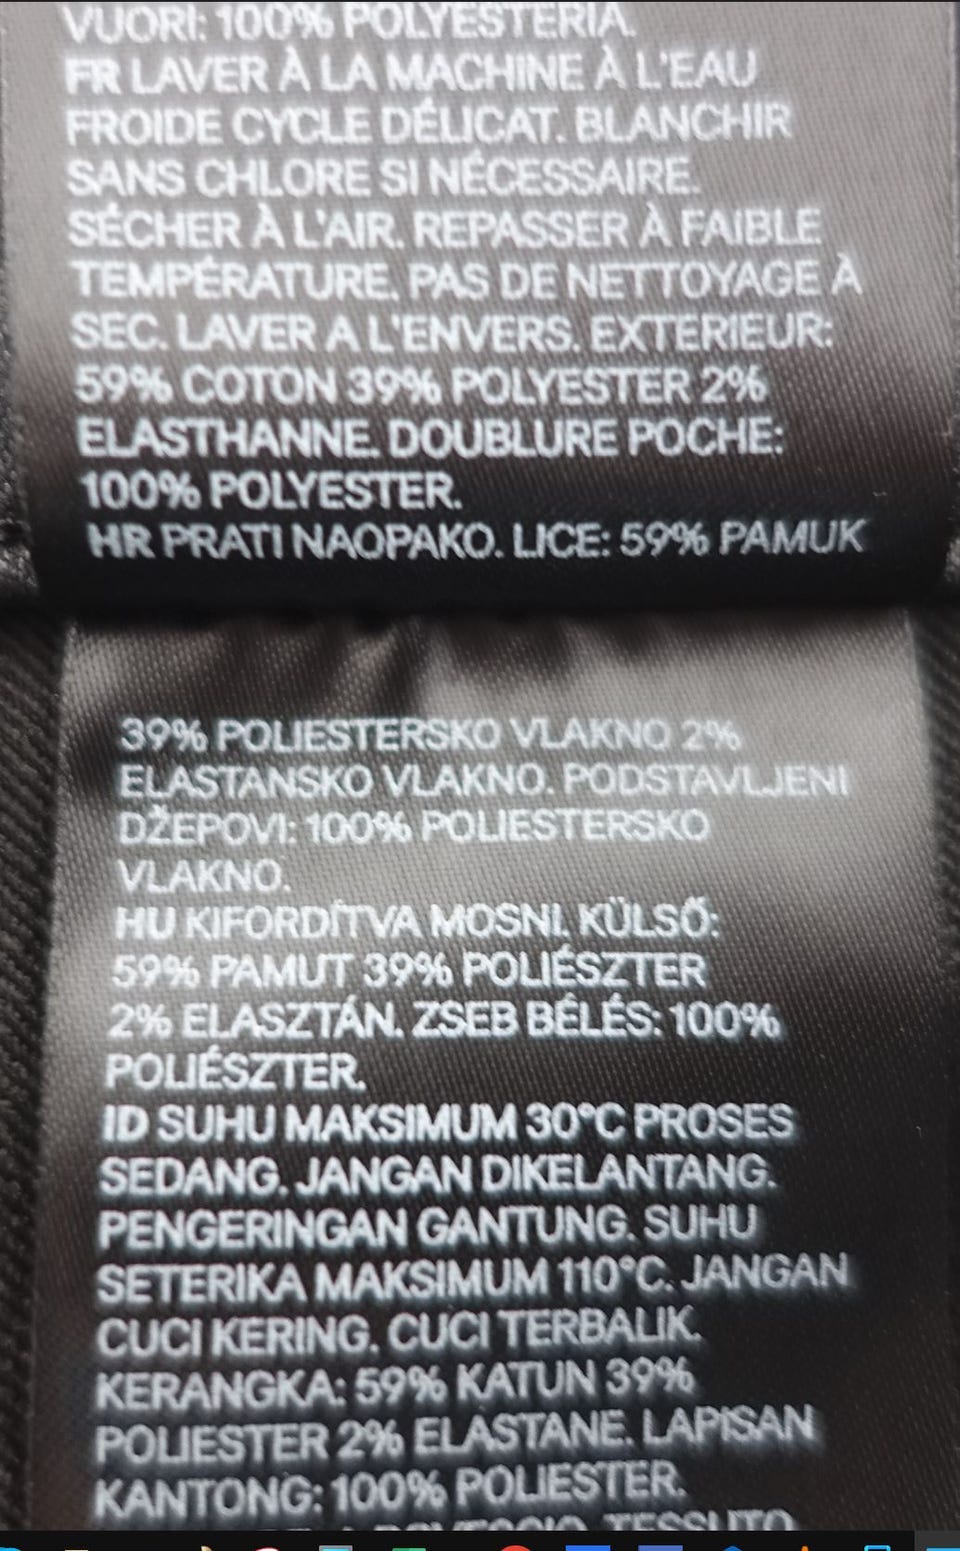 VUORI: 100% POLYESTERIA.
FR LAVER À LA MACHINE À L'EAU
FROIDE CYCLE DÉLICAT. BLANCHIR
SANS CHLORE SI NÉCESSAIRE.
SÉCHER À L'AIR. REPASSER À FAIBLE
TEMPÉRATURE. PAS DE NETTOYAGE À
SEC. LAVER A L'ENVERS. EXTERIEUR:
59% COTON 39% POLYESTER 2%
ELASTHANNE. DOUBLURE POCHE:
100% POLYESTER.
HR PRATI NAOPAKO. LICE: 59% PAMUK
39% POLIESTERSKO VLAKNO 2%
ELASTANSKO VLAKNO. PODSTAVLJENI
DŽEPOVI: 100% POLIESTERSKO
VLAKNO.
HU KIFORDÍTVA MOSNI. KÜLSŐ:
59% PAMUT 39% POLIÉSZTER
2% ELASZTÁN. ZSEB BÉLÉS: 100%
POLIÉSZTER.
ID SUHU MAKSIMUM 30°C PROSES
SEDANG. JANGAN DIKELANTANG.
PENGERINGAN GANTUNG. SUHU
SETERIKA MAKSIMUM 110°C. JANGAN
CUCI KERING. CUCI TERBALIK.
KERANGKA: 59% KATUN 39%
POLIESTER 2% ELASTANE. LAPISAN
KANTONG: 100% POLIESTER.
ROVESCIO. TESSUTO